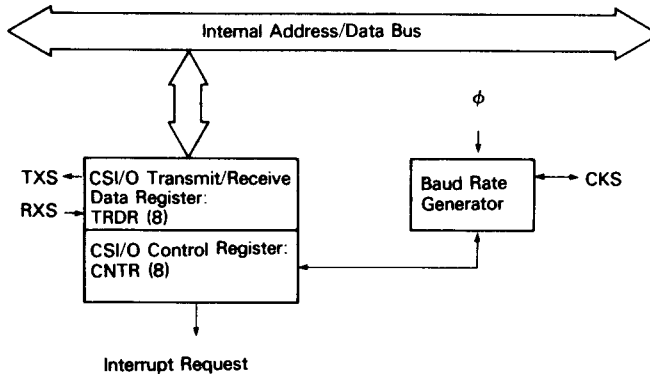 Internal Address/Data Bus
ϕ
TXS
CSI/O Transmit/Receive
Data Register:
TRDR (8)
RXS
Baud Rate
Generator
CKS
CSI/O Control Register:
CNTR (8)
Interrupt Request